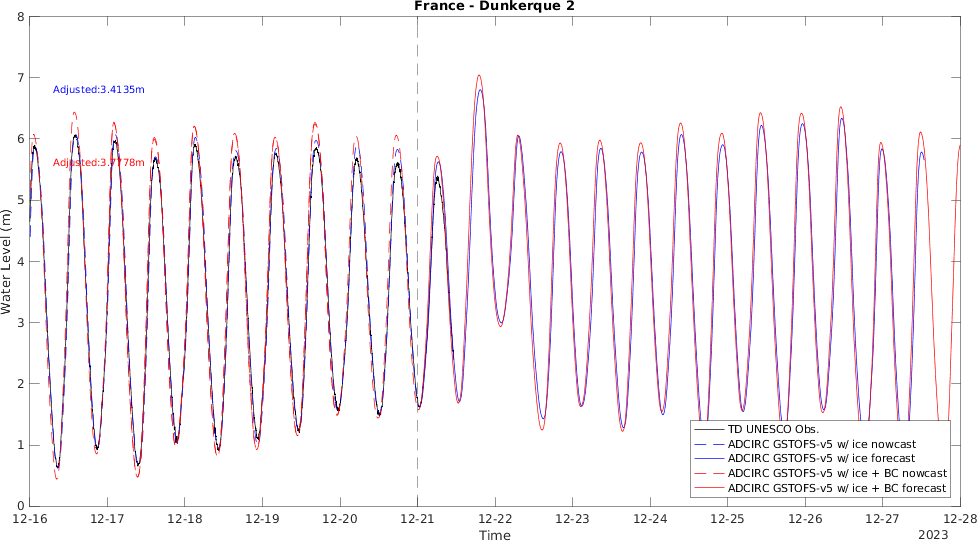 France - Dunkerque 2
8
7
6
5
4
3
2
1
0
Water Level (m)
Adjusted:3.4135m
Adjusted:3.7778m
TD UNESCO Obs.
ADCIRC GSTOFS-v5 w/ ice nowcast
ADCIRC GSTOFS-v5 w/ ice forecast
ADCIRC GSTOFS-v5 w/ ice + BC nowcast
ADCIRC GSTOFS-v5 w/ ice + BC forecast
12-16 12-17 12-18 12-19 12-20 12-21 12-22 12-23 12-24 12-25 12-26 12-27 12-28
Time
2023